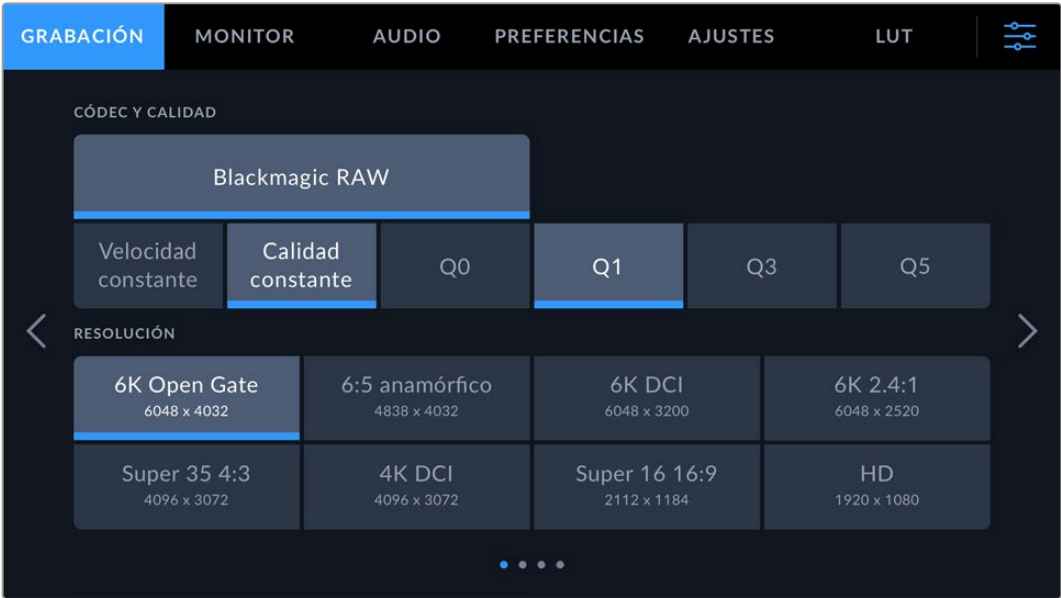 GRABACIÓN MONITOR AUDIO PREFERENCIAS AJUSTES LUT
CÓDEC Y CALIDAD
Blackmagic RAW
Velocidad constante
Calidad constante
Q0 Q1 Q3 Q5
RESOLUCIÓN
6K Open Gate 6:5 anamórfico 6K DCI 6K 2.4:1
6048 x 4032 4838 x 4032 6048 x 3200 6048 x 2520
Super 35 4:3 4K DCI Super 16 16:9 HD
4096 x 3072 4096 x 3072 2112 x 1184 1920 x 1080